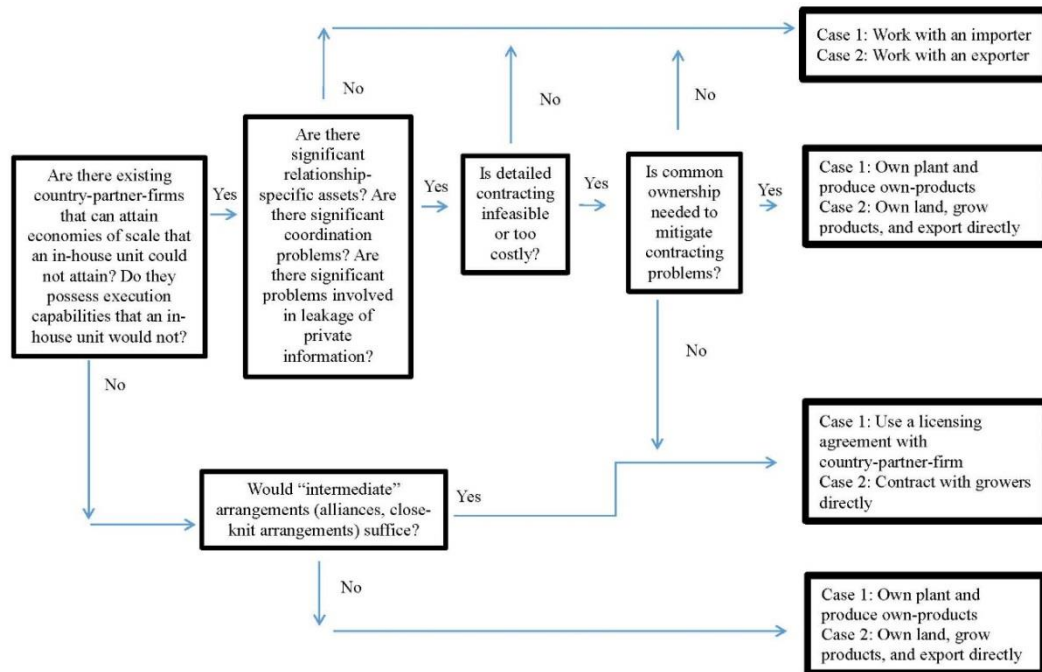 Case 1: Work with an importer
Case 2: Work with an exporter
No
No
No
Are there existing
country-partner-firms
that can attain
economies of scale that
an in-house unit could
not attain? Do they
possess execution
capabilities that an in-
house unit would not?
Yes
Are there
significant
relationship-
specific assets? Are
there significant
coordination
problems? Are
there significant
problems involved
in leakage of
private
information?
Yes
Is detailed
contracting
infeasible
or too
costly?
Yes
Is common
ownership
needed to
mitigate
contracting
problems?
Yes
Case 1: Own plant and
produce own-products
Case 2: Own land, grow
products, and export directly
No
No
Would “intermediate”
arrangements (alliances, close-
knit arrangements) suffice?
Yes
Case 1: Use a licensing
agreement with
country-partner-firm
Case 2: Contract with growers
directly
No
Case 1: Own plant and
produce own-products
Case 2: Own land, grow
products, and export directly